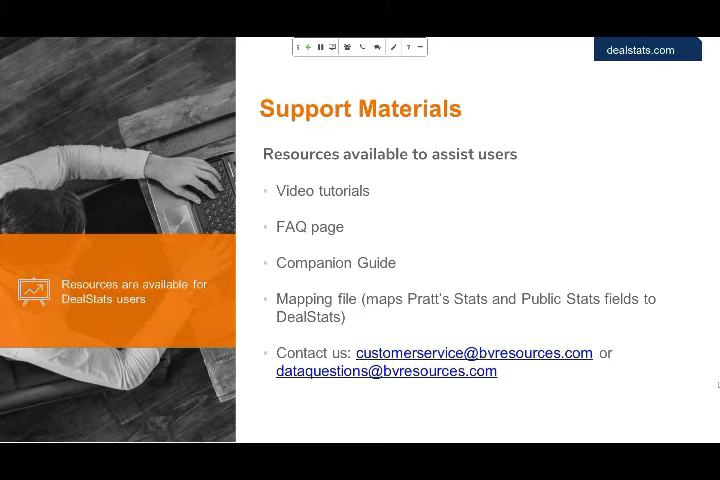 dealstats.com
Support Materials
Resources available to assist users
Video tutorials
FAQ page
Companion Guide
Mapping file (maps Pratt's Stats and Public Stats fields to
DealStats)
Contact us: customerservice@bvresources.com or
dataquestions@bvresources.com
Resources are available for
DealStats users